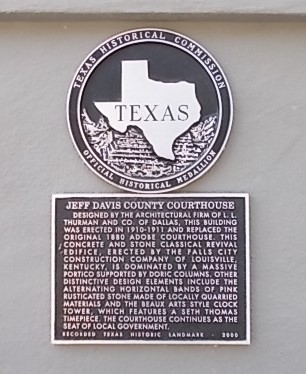 TEXAS HISTORICAL COMMISSION
TEXAS
OFFICIAL HISTORICAL MEDALLION
JEFF DAVIS COUNTY COURTHOUSE
DESIGNED BY THE ARCHITECTURAL FIRM OF L. L.
THURMAN AND CO. OF DALLAS, THIS BUILDING
WAS ERECTED IN 1910-1911 AND REPLACED THE
ORIGINAL 1880 ADOBE COURTHOUSE. THIS
CONCRETE AND STONE CLASSICAL REVIVAL
EDIFICE, ERECTED BY THE FALLS CITY
CONSTRUCTION COMPANY OF LOUISVILLE,
KENTUCKY, IS DOMINATED BY A MASSIVE
PORTICO SUPPORTED BY DORIC COLUMNS. OTHER
DISTINCTIVE DESIGN ELEMENTS INCLUDE THE
ALTERNATING HORIZONTAL BANDS OF PINK
RUSTICATED STONE MADE OF LOCALLY QUARRIED
MATERIALS AND THE BEAUX ARTS STYLE CLOCK
TOWER, WHICH FEATURES A SETH THOMAS
TIMEPIECE. THE COURTHOUSE CONTINUES AS THE
SEAT OF LOCAL GOVERNMENT.
RECORDED TEXAS HISTORIC LANDMARK - 2000